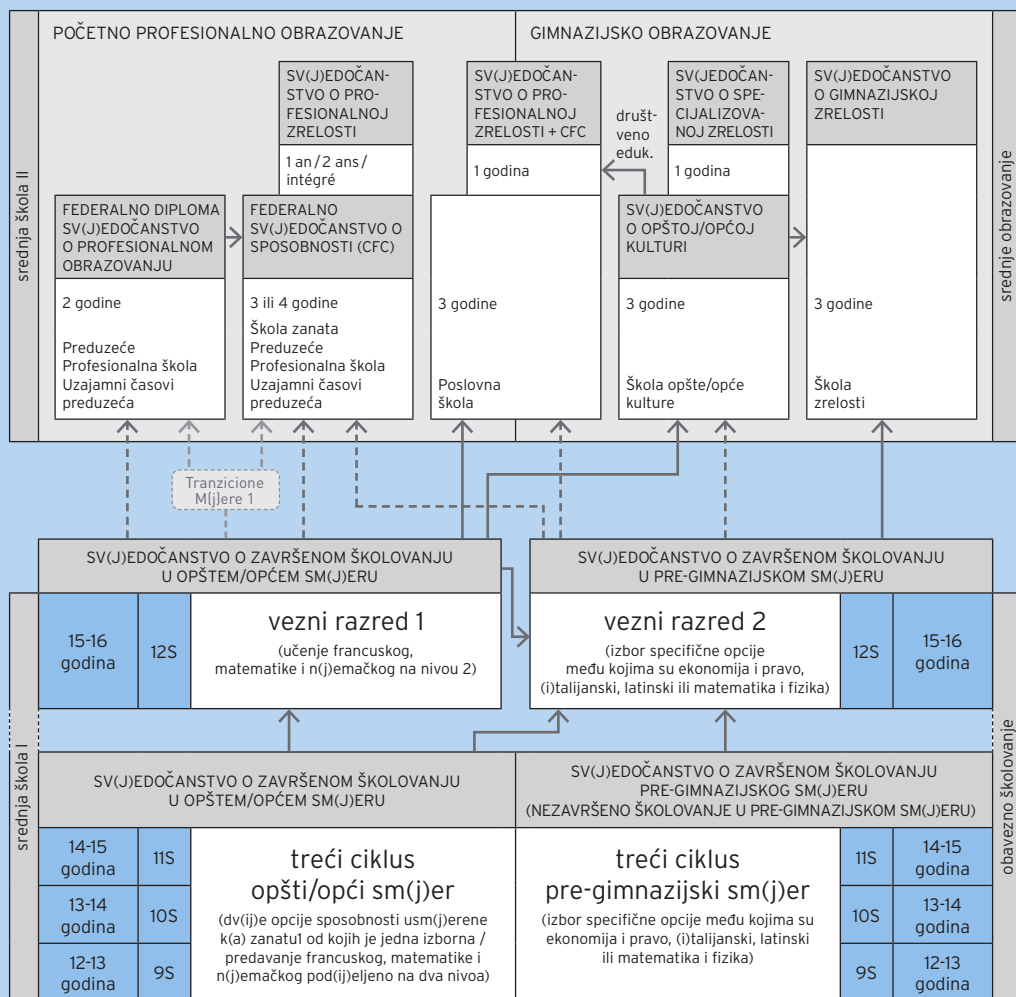 POČETNO PROFESIONALNO OBRAZOVANJE
GIMNAZIJSKO OBRAZOVANJE
srednja škola II
srednje obrazovanje
SV(J)EDOČAN-
STVO O PRO-
FESIONALNOJ
ZRELOSTI
1 an / 2 ans /
intégré
SV(J)EDOČAN-
STVO O PRO-
FESIONALNOJ
ZRELOSTI + CFC
1 godina
društ-
veno
eduk.
SV(JEDOČAN-
STVO O SPE-
CIJALIZOVA-
NOJ ZRELOSTI
1 godina
SV(J)EDOČANSTVO
O GIMNAZIJSKOJ
ZRELOSTI
FEDERALNO DIPLOMA
SV(J)EDOČANSTVO
O PROFESIONALNOM
OBRAZOVANJU
2 godine
Preduzeće
Profesionalna škola
Uzajamni časovi
preduzeća
FEDERALNO
SV(J)EDOČANSTVO O
SPOSOBNOSTI (CFC)
3 ili 4 godine
Škola zanata
Preduzeće
Profesionalna škola
Uzajamni časovi
preduzeća
3 godine
Poslovna
škola
SV(J)EDOČANSTVO
O OPŠTOJ/OPĆOJ
KULTURI
3 godine
Škola opšte/opće
kulture
3 godine
Škola
zrelosti
Tranzicione
M(j)ere 1
SV(J)EDOČANSTVO O ZAVRŠENOM ŠKOLOVANJU
U OPŠTEM/OPĆEM SM(J)ERU
SV(J)EDOČANSTVO O ZAVRŠENOM ŠKOLOVANJU
U PRE-GIMNAZIJSKOM SM(J)ERU
srednja škola I
obavezno školovanje
15-16
godina
12S
vezni razred 1
(učenje francuskog,
matematike i n(j)emačkog na nivou 2)
vezni razred 2
(izbor specifične opcije
među kojima su ekonomija i pravo,
(i)talijanski, latinski ili matematika i fizika)
12S
15-16
godina
SV(J)EDOČANSTVO O ZAVRŠENOM ŠKOLOVANJU
U OPŠTEM/OPĆEM SM(J)ERU
SV(J)EDOČANSTVO O ZAVRŠENOM ŠKOLOVANJU
PRE-GIMNAZIJSKOG SM(J)ERU
(NEZAVRŠENO ŠKOLOVANJE U PRE-GIMNAZIJSKOM SM(J)ERU)
14-15
godina
11S
13-14
godina
10S
12-13
godina
9S
treći ciklus
opšti/opći sm(j)er
(dv(ij)e opcije sposobnosti usm(j)erene
k(a) zanatu1 od kojih je jedna izborna /
predavanje francuskog, matematike i
n(j)emačkog pod(ij)eljeno na dva nivoa)
treći ciklus
pre-gimnazijski sm(j)er
(izbor specifične opcije među kojima su
ekonomija i pravo, (i)talijanski, latinski
ili matematika i fizika)
11S
14-15
godina
10S
13-14
godina
9S
12-13
godina